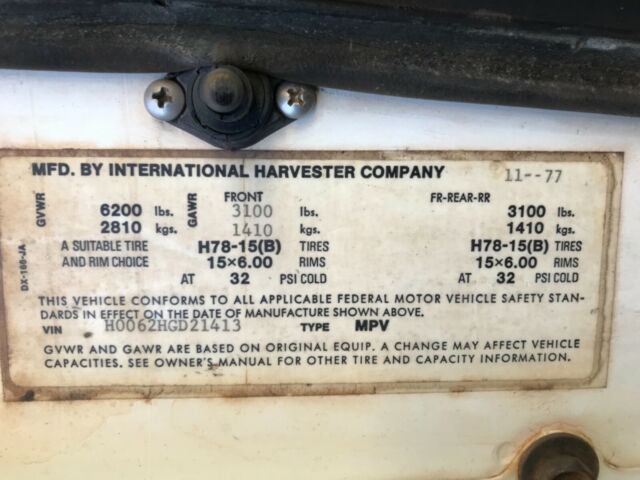 MFD. BY INTERNATIONAL HARVESTER COMPANY 11--77
GVWR GAWR FRONT FR-REAR-RR
6200 lbs. 3100 lbs. 3100 lbs.
2810 kgs. 1410 kgs. 1410 kgs.
A SUITABLE TIRE H78-15(B) TIRES H78-15(B) TIRES
AND RIM CHOICE 15×6.00 RIMS 15×6.00 RIMS
AT 32 PSI COLD AT 32 PSI COLD
DX-166-JA
THIS VEHICLE CONFORMS TO ALL APPLICABLE FEDERAL MOTOR VEHICLE SAFETY STAN-
DARDS IN EFFECT ON THE DATE OF MANUFACTURE SHOWN ABOVE.
VIN H0062HGD21413 TYPE MPV
GVWR AND GAWR ARE BASED ON ORIGINAL EQUIP. A CHANGE MAY AFFECT VEHICLE
CAPACITIES. SEE OWNER'S MANUAL FOR OTHER TIRE AND CAPACITY INFORMATION.